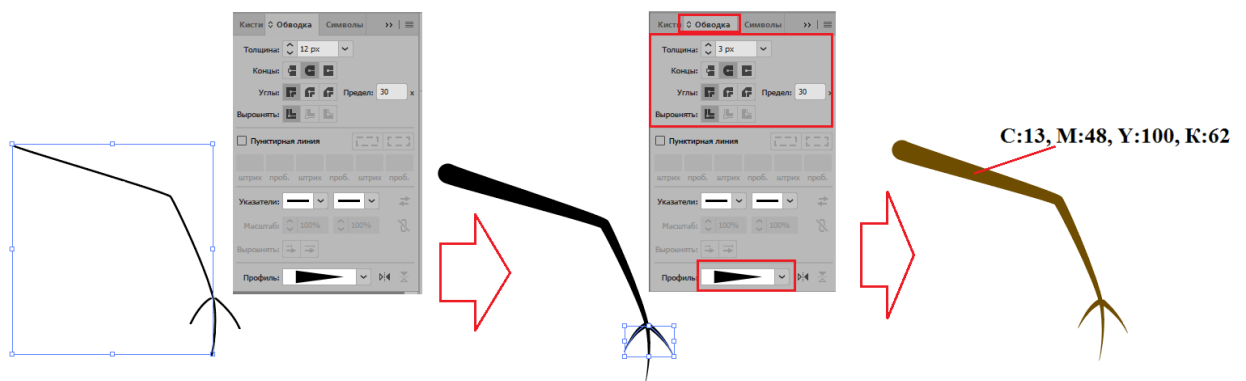 Кисти ◊ Обводка Символы >> | ≡
Толщина: 12 px
Концы:
Углы: Предел: 30 x
Выровнять:
Пунктирная линия
штрих проб. штрих проб. штрих проб.
Указатели:
Масштаб: 100% 100%
Выровнять:
Профиль:
Кисти ◊ Обводка Символы >> | ≡
Толщина: 3 px
Концы:
Углы: Предел: 30 x
Выровнять:
Пунктирная линия
штрих проб. штрих проб. штрих проб.
Указатели:
Масштаб: 100% 100%
Выровнять:
Профиль:
C:13, M:48, Y:100, K:62